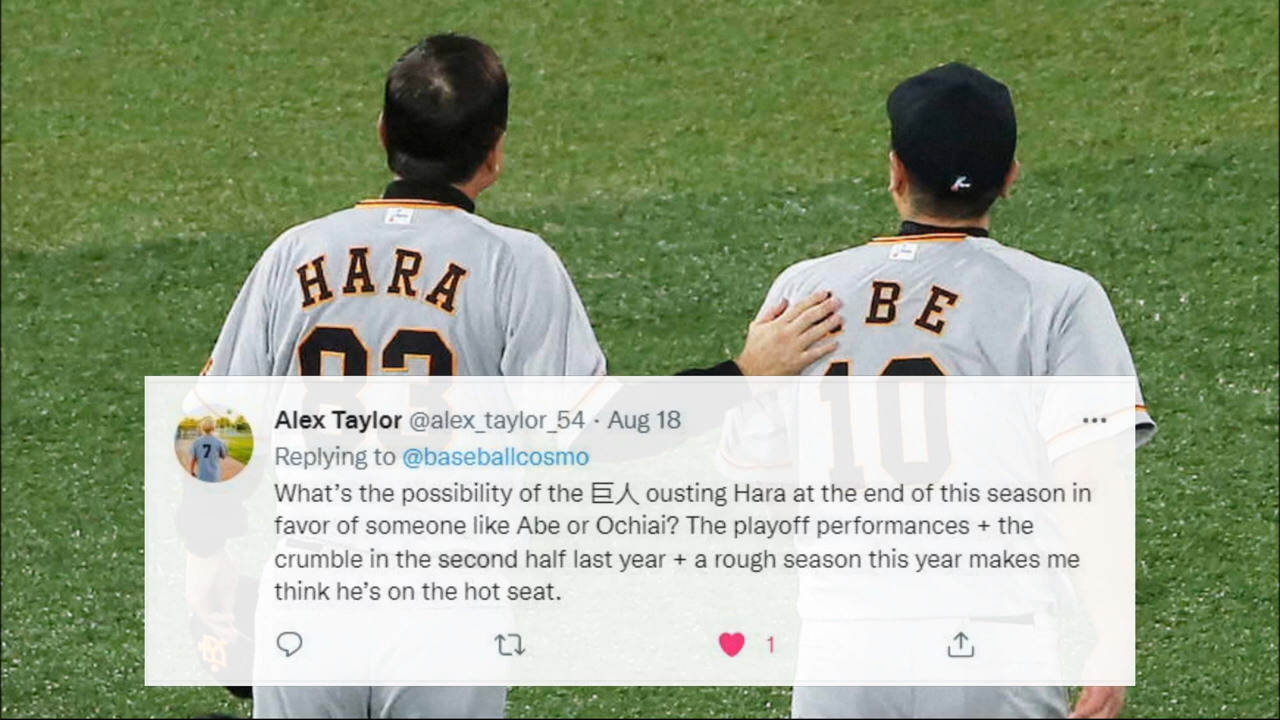 HARA
83
BE
10
Alex Taylor @alex_taylor_54 · Aug 18
Replying to @baseballcosmo
What's the possibility of the 巨人 ousting Hara at the end of this season in
favor of someone like Abe or Ochiai? The playoff performances + the
crumble in the second half last year + a rough season this year makes me
think he's on the hot seat.
1
7